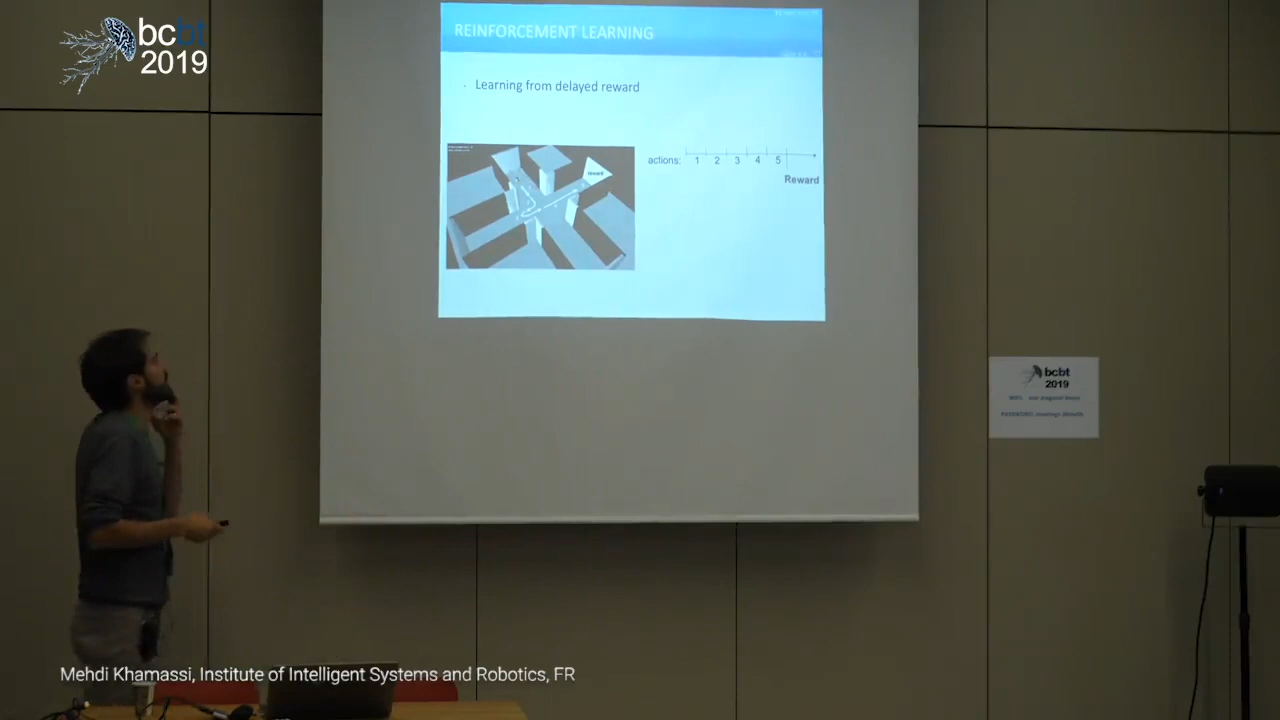 bcbt
2019
REINFORCEMENT LEARNING
Learning from delayed reward
reward
actions: 1 2 3 4 5
Reward
bcbt
2019
PASSWORD:
Mehdi Khamassi, Institute of Intelligent Systems and Robotics, FR